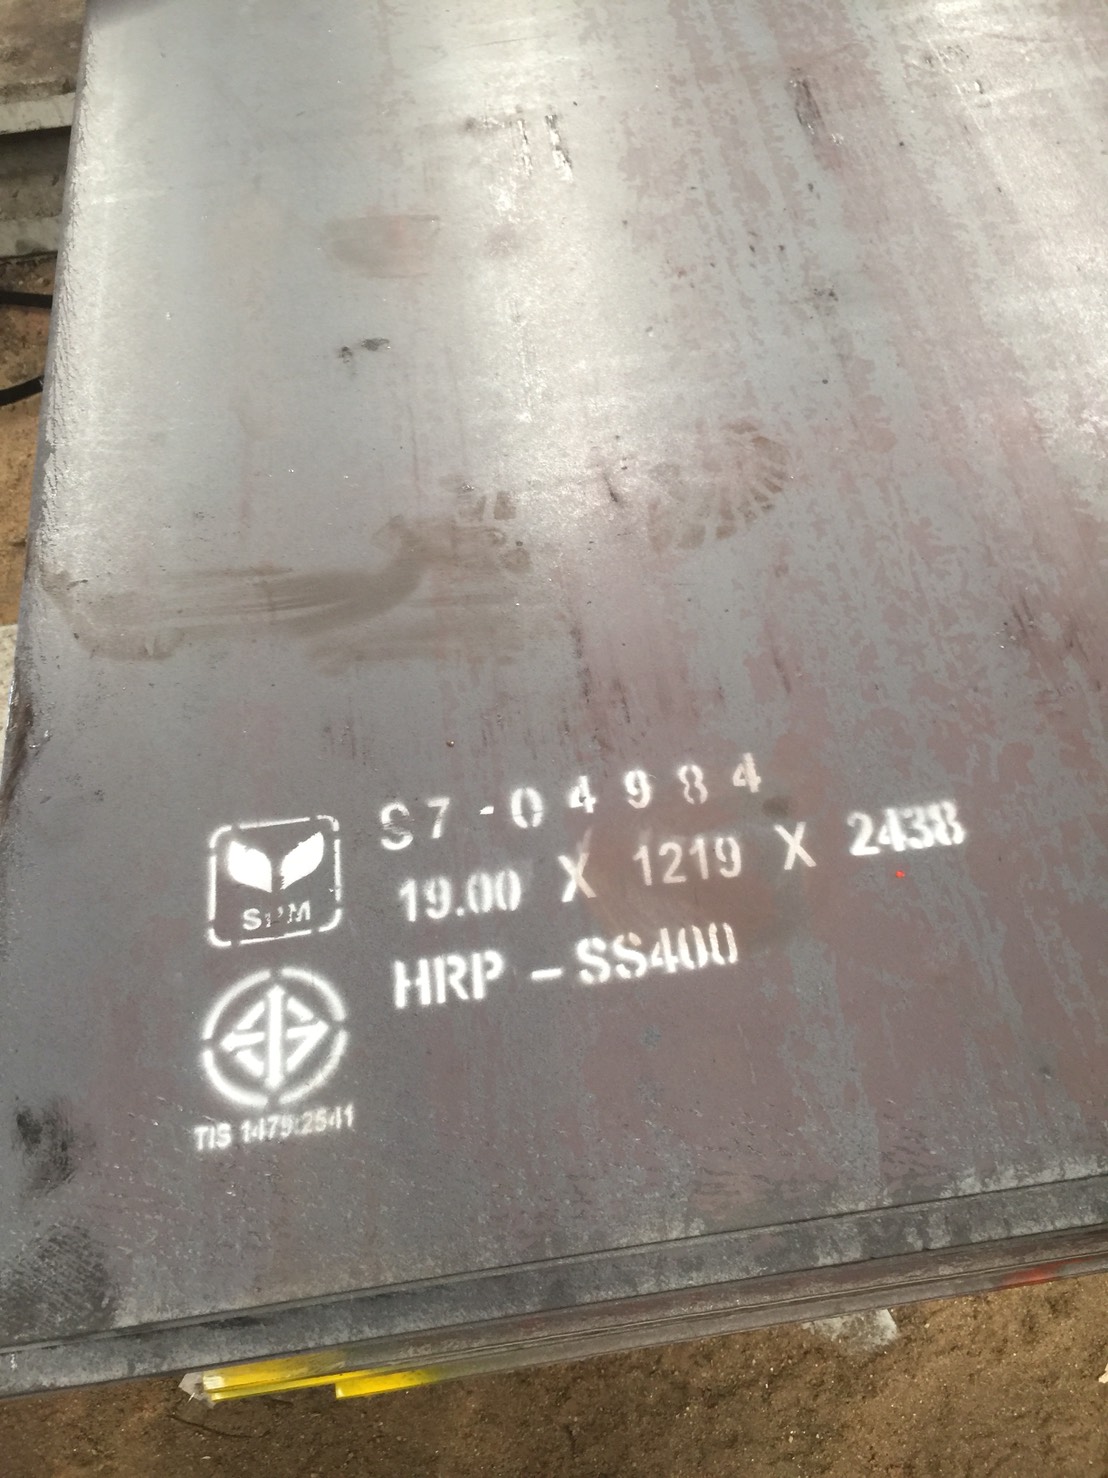 S7-04984
19.00 X 1219 X 2438
HRP - SS400
SPM
TIS 1479-2541